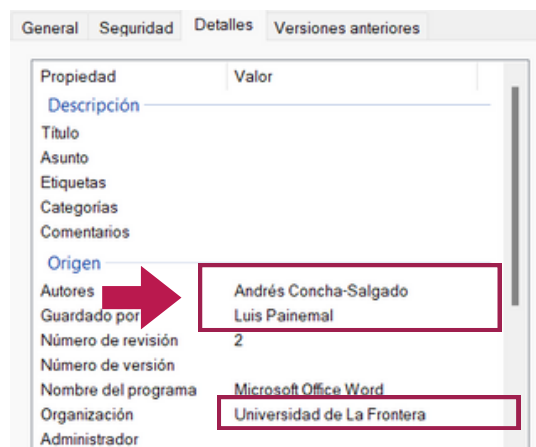 General Seguridad Detalles Versiones anteriores
Propiedad Valor
Descripción
Título
Asunto
Etiquetas
Categorías
Comentarios
Origen
Autores Andrés Concha-Salgado
Guardado por Luis Painemal
Número de revisión 2
Número de versión
Nombre del programa Microsoft Office Word
Organización Universidad de La Frontera
Administrador